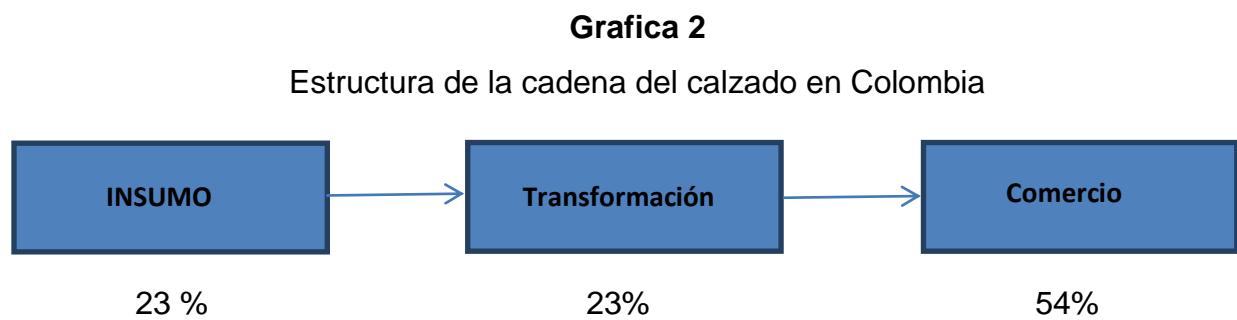 Grafica 2
Estructura de la cadena del calzado en Colombia
INSUMO
Transformación
Comercio
23 %
23%
54%